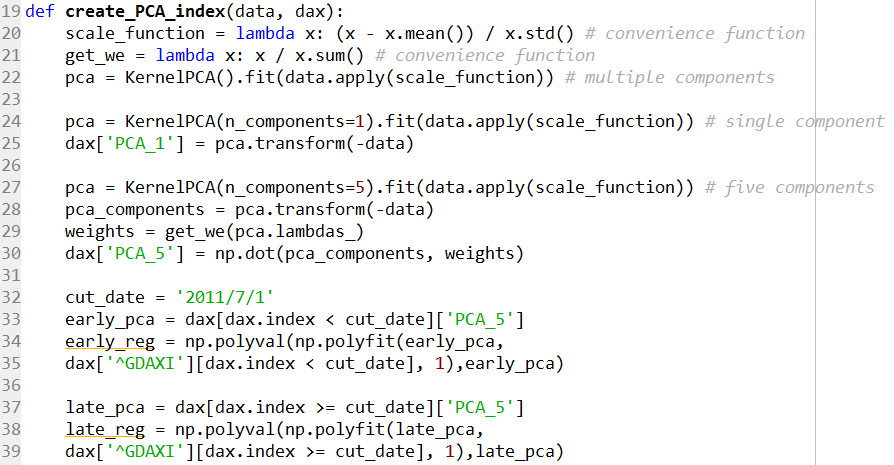 19 def create_PCA_index(data, dax):
20     scale_function = lambda x: (x - x.mean()) / x.std() # convenience function
21     get_we = lambda x: x / x.sum() # convenience function
22     pca = KernelPCA().fit(data.apply(scale_function)) # multiple components
23
24     pca = KernelPCA(n_components=1).fit(data.apply(scale_function)) # single component
25     dax['PCA_1'] = pca.transform(-data)
26
27     pca = KernelPCA(n_components=5).fit(data.apply(scale_function)) # five components
28     pca_components = pca.transform(-data)
29     weights = get_we(pca.lambdas_)
30     dax['PCA_5'] = np.dot(pca_components, weights)
31
32     cut_date = '2011/7/1'
33     early_pca = dax[dax.index < cut_date]['PCA_5']
34     early_reg = np.polyval(np.polyfit(early_pca,
35     dax['^GDAXI'][dax.index < cut_date], 1),early_pca)
36
37     late_pca = dax[dax.index >= cut_date]['PCA_5']
38     late_reg = np.polyval(np.polyfit(late_pca,
39     dax['^GDAXI'][dax.index >= cut_date], 1),late_pca)